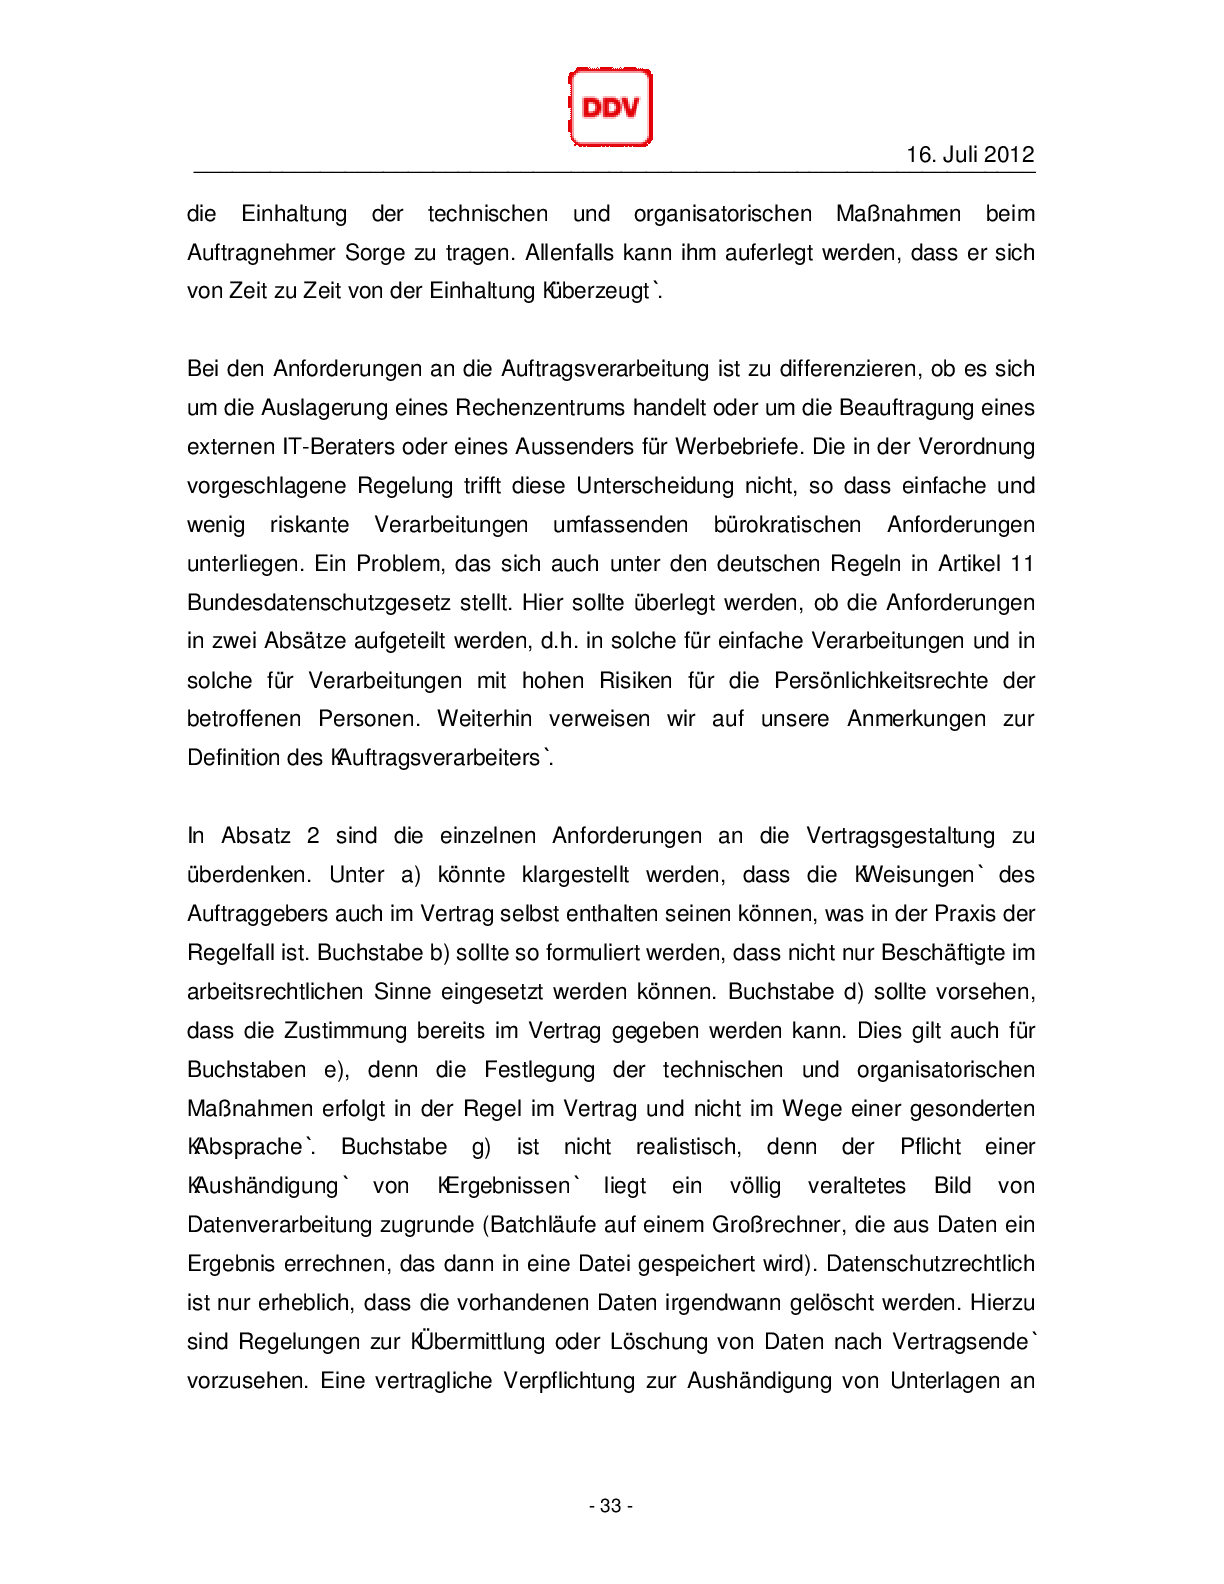 DDV
16. Juli 2012
die Einhaltung der technischen und organisatorischen Maßnahmen beim
Auftragnehmer Sorge zu tragen. Allenfalls kann ihm auferlegt werden, dass er sich
von Zeit zu Zeit von der Einhaltung Küberzeugt`.
Bei den Anforderungen an die Auftragsverarbeitung ist zu differenzieren, ob es sich
um die Auslagerung eines Rechenzentrums handelt oder um die Beauftragung eines
externen IT-Beraters oder eines Aussenders für Werbebriefe. Die in der Verordnung
vorgeschlagene Regelung trifft diese Unterscheidung nicht, so dass einfache und
wenig riskante Verarbeitungen umfassenden bürokratischen Anforderungen
unterliegen. Ein Problem, das sich auch unter den deutschen Regeln in Artikel 11
Bundesdatenschutzgesetz stellt. Hier sollte überlegt werden, ob die Anforderungen
in zwei Absätze aufgeteilt werden, d.h. in solche für einfache Verarbeitungen und in
solche für Verarbeitungen mit hohen Risiken für die Persönlichkeitsrechte der
betroffenen Personen. Weiterhin verweisen wir auf unsere Anmerkungen zur
Definition des KAuftragsverarbeiters`.
In Absatz 2 sind die einzelnen Anforderungen an die Vertragsgestaltung zu
überdenken. Unter a) könnte klargestellt werden, dass die KWeisungen` des
Auftraggebers auch im Vertrag selbst enthalten seinen können, was in der Praxis der
Regelfall ist. Buchstabe b) sollte so formuliert werden, dass nicht nur Beschäftigte im
arbeitsrechtlichen Sinne eingesetzt werden können. Buchstabe d) sollte vorsehen,
dass die Zustimmung bereits im Vertrag gegeben werden kann. Dies gilt auch für
Buchstaben e), denn die Festlegung der technischen und organisatorischen
Maßnahmen erfolgt in der Regel im Vertrag und nicht im Wege einer gesonderten
KAbsprache`. Buchstabe g) ist nicht realistisch, denn der Pflicht einer
KAushändigung` von KErgebnissen` liegt ein völlig veraltetes Bild von
Datenverarbeitung zugrunde (Batchläufe auf einem Großrechner, die aus Daten ein
Ergebnis errechnen, das dann in eine Datei gespeichert wird). Datenschutzrechtlich
ist nur erheblich, dass die vorhandenen Daten irgendwann gelöscht werden. Hierzu
sind Regelungen zur KÜbermittlung oder Löschung von Daten nach Vertragsende`
vorzusehen. Eine vertragliche Verpflichtung zur Aushändigung von Unterlagen an
- 33 -